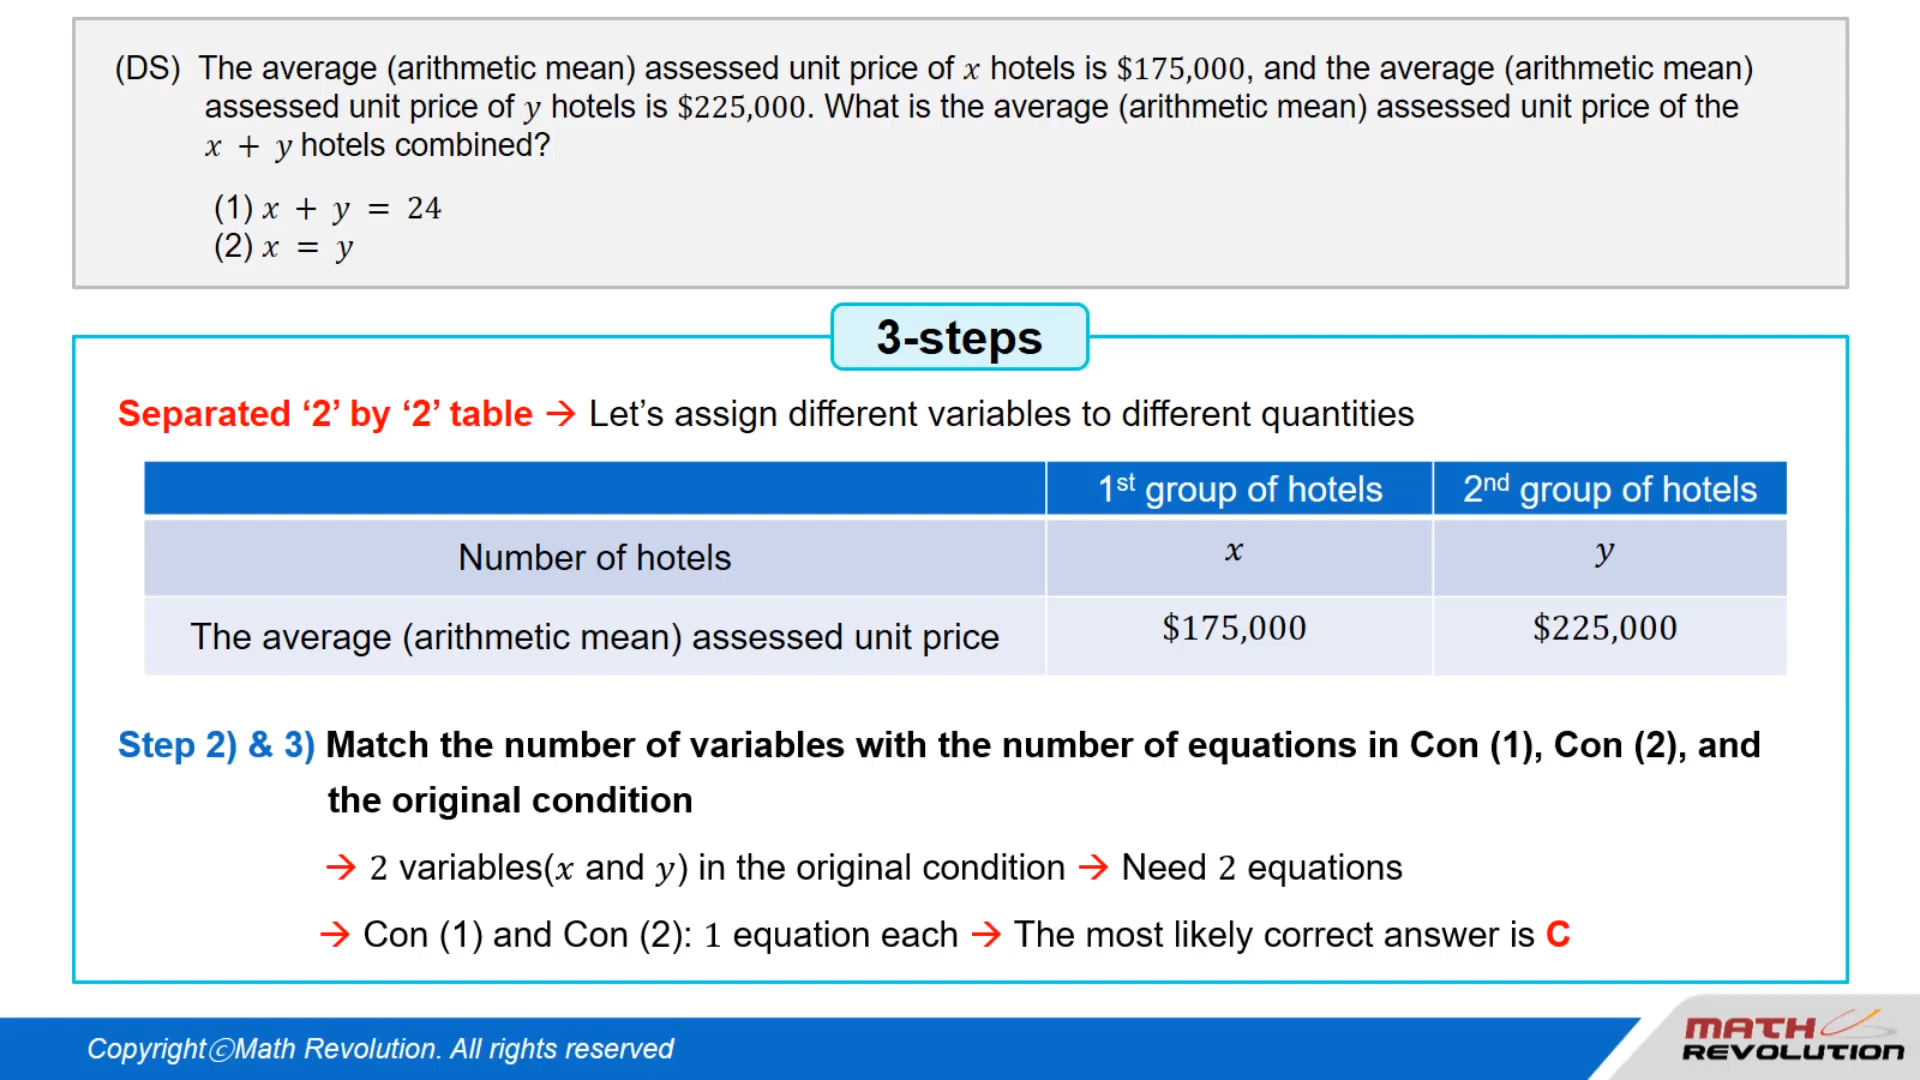 (DS) The average (arithmetic mean) assessed unit price of x hotels is $175,000, and the average (arithmetic mean)
assessed unit price of y hotels is $225,000. What is the average (arithmetic mean) assessed unit price of the
x + y hotels combined?
(1) x + y = 24
(2) x = y
3-steps
Separated ‘2’ by ‘2’ table → Let’s assign different variables to different quantities
1st group of hotels 2nd group of hotels
Number of hotels x y
The average (arithmetic mean) assessed unit price $175,000 $225,000
Step 2) & 3) Match the number of variables with the number of equations in Con (1), Con (2), and
the original condition
→ 2 variables(x and y) in the original condition → Need 2 equations
→ Con (1) and Con (2): 1 equation each → The most likely correct answer is C
CopyrightⓒMath Revolution. All rights reserved
MATH
REVOLUTION